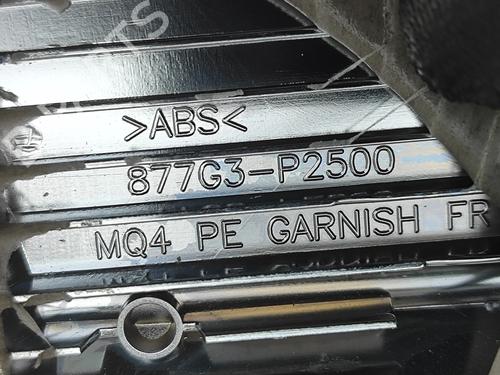 >ABS<
877G3-P2500
MQ4 PE GARNISH FR